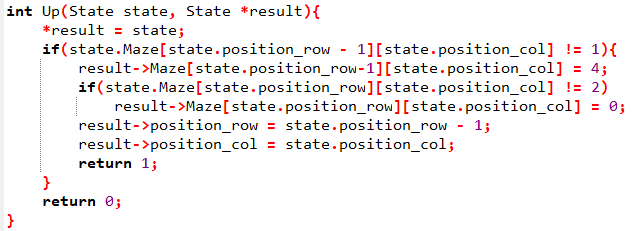 int Up(State state, State *result){
    *result = state;
    if(state.Maze[state.position_row - 1][state.position_col] != 1){
        result->Maze[state.position_row-1][state.position_col] = 4;
        if(state.Maze[state.position_row][state.position_col] != 2)
            result->Maze[state.position_row][state.position_col] = 0;
        result->position_row = state.position_row - 1;
        result->position_col = state.position_col;
        return 1;
    }
    return 0;
}